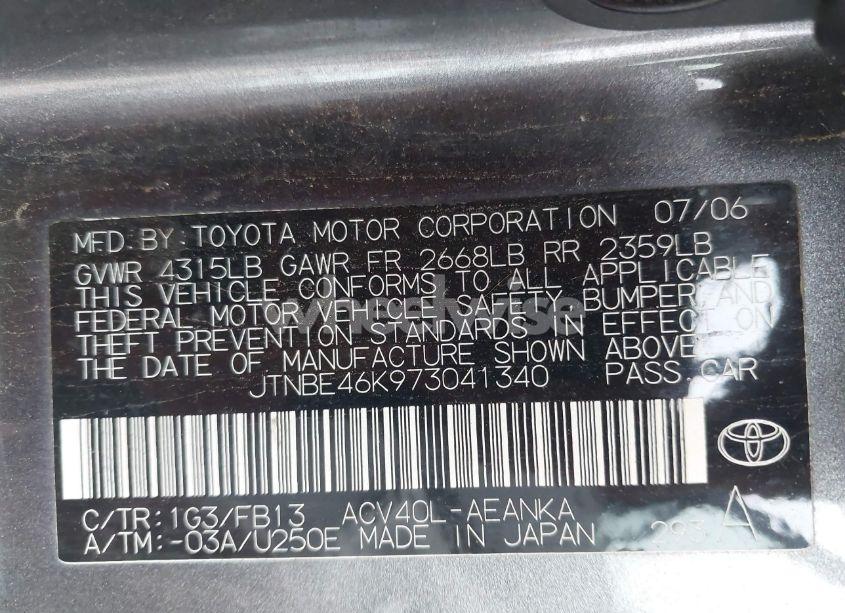 MFD. BY TOYOTA MOTOR CORPORATION 07/06
GVWR 4315LB GAWR FR 2668LB RR 2359LB
THIS VEHICLE CONFORMS TO ALL APPLICABLE
FEDERAL MOTOR VEHICLE SAFETY, BUMPER, AND
THEFT PREVENTION STANDARDS IN EFFECT ON
THE DATE OF MANUFACTURE SHOWN ABOVE.
JTNBE46K973041340 PASS. CAR
C/TR: 1G3/FB13 ACV40L-AEANKA A
A/TM: -03A/U250E MADE IN JAPAN 293
wheelwise